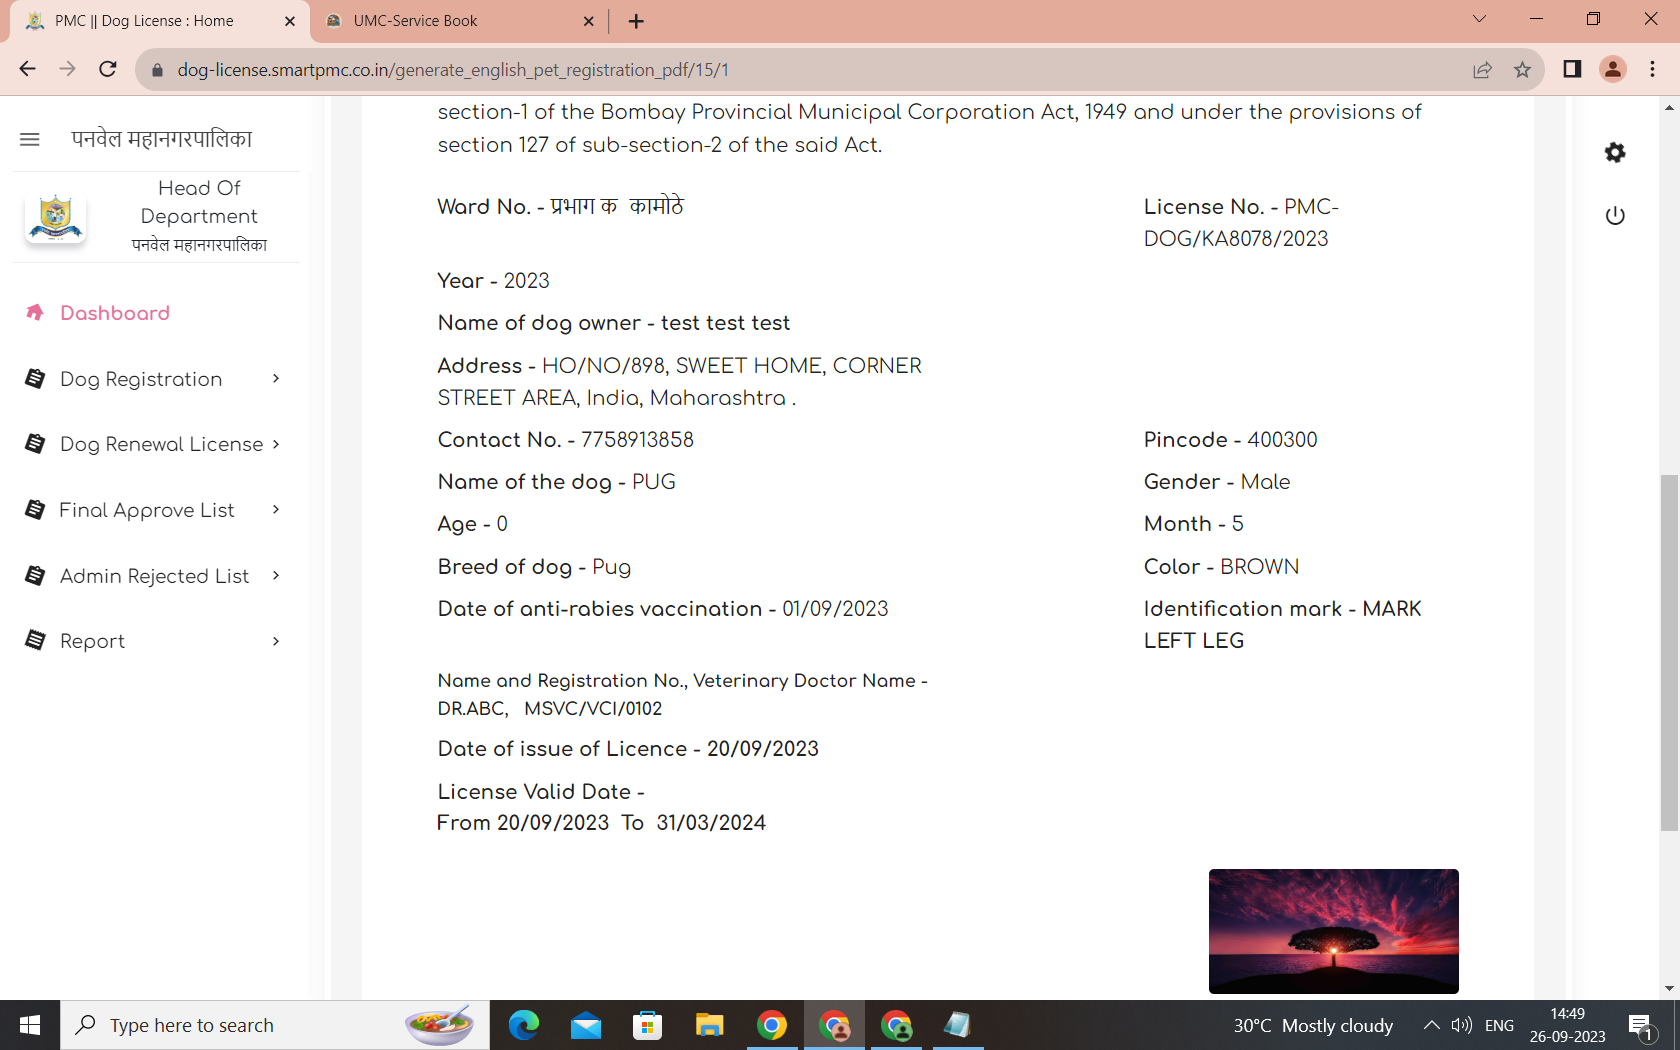 PMC || Dog License : Home
UMC-Service Book
dog-license.smartpmc.co.in/generate_english_pet_registration_pdf/15/1
पनवेल महानगरपालिका
Head Of
Department
पनवेल महानगरपालिका
Dashboard
Dog Registration
Dog Renewal License
Final Approve List
Admin Rejected List
Report
section-1 of the Bombay Provincial Municipal Corporation Act, 1949 and under the provisions of
section 127 of sub-section-2 of the said Act.
Ward No. - प्रभाग क कामोठे
License No. - PMC-
DOG/KA8078/2023
Year - 2023
Name of dog owner - test test test
Address - HO/NO/898, SWEET HOME, CORNER
STREET AREA, India, Maharashtra .
Contact No. - 7758913858
Pincode - 400300
Name of the dog - PUG
Gender - Male
Age - 0
Month - 5
Breed of dog - Pug
Color - BROWN
Date of anti-rabies vaccination - 01/09/2023
Identification mark - MARK
LEFT LEG
Name and Registration No., Veterinary Doctor Name -
DR.ABC, MSVC/VCI/0102
Date of issue of Licence - 20/09/2023
License Valid Date -
From 20/09/2023 To 31/03/2024
Type here to search
30°C Mostly cloudy
ENG
14:49
26-09-2023
1